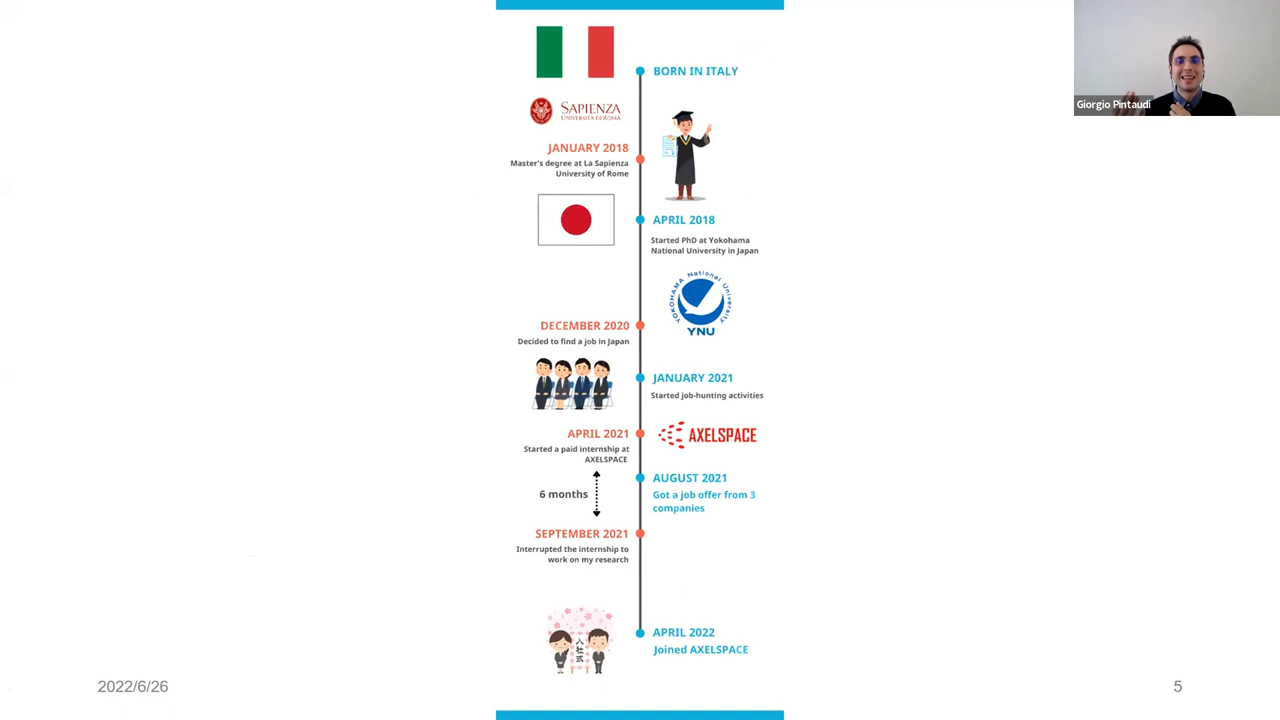 BORN IN ITALY
SAPIENZA
UNIVERSITÀ DI ROMA
JANUARY 2018
Master's degree at La Sapienza
University of Rome
APRIL 2018
Started PhD at Yokohama
National University in Japan
YOKOHAMA National University
YNU
DECEMBER 2020
Decided to find a job in Japan
JANUARY 2021
Started job-hunting activities
APRIL 2021
Started a paid internship at
AXELSPACE
AXELSPACE
6 months
AUGUST 2021
Got a job offer from 3
companies
SEPTEMBER 2021
Interrupted the internship to
work on my research
入社式
APRIL 2022
Joined AXELSPACE
2022/6/26
5
Giorgio Pintaudi